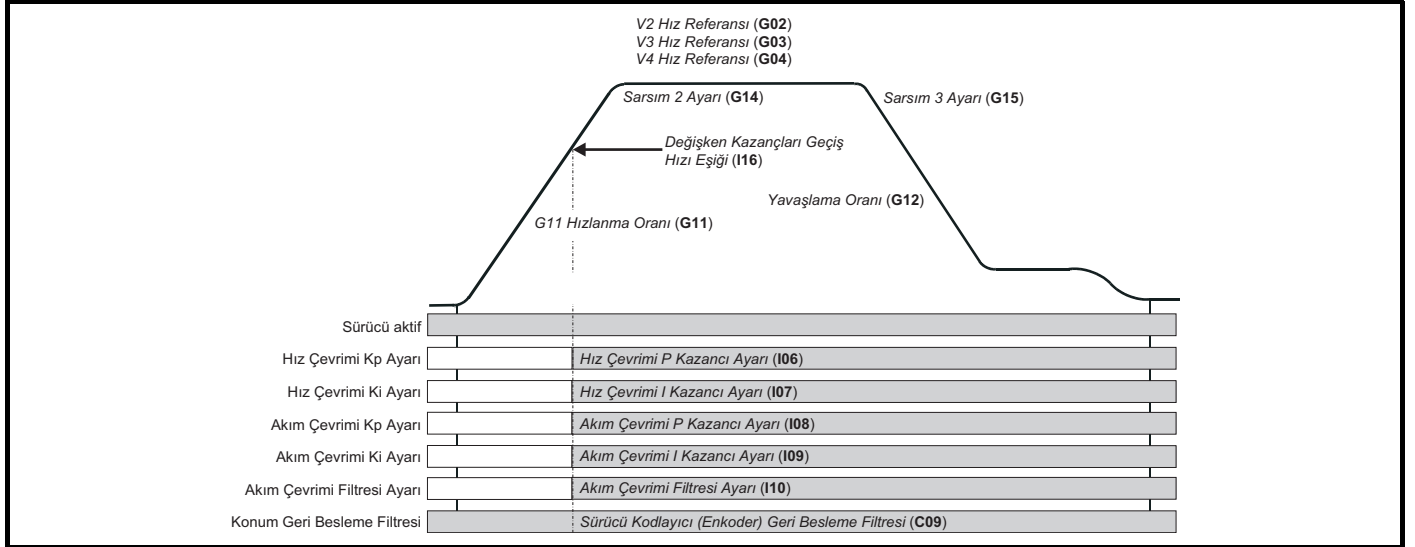 V2 Hız Referansı (G02)
V3 Hız Referansı (G03)
V4 Hız Referansı (G04)
Sarsım 2 Ayarı (G14)
Sarsım 3 Ayarı (G15)
Değişken Kazançları Geçiş
Hızı Eşiği (I16)
Yavaşlama Oranı (G12)
G11 Hızlanma Oranı (G11)
Sürücü aktif
Hız Çevrimi Kp Ayarı
Hız Çevrimi P Kazancı Ayarı (I06)
Hız Çevrimi Ki Ayarı
Hız Çevrimi I Kazancı Ayarı (I07)
Akım Çevrimi Kp Ayarı
Akım Çevrimi P Kazancı Ayarı (I08)
Akım Çevrimi Ki Ayarı
Akım Çevrimi I Kazancı Ayarı (I09)
Akım Çevrimi Filtresi Ayarı
Akım Çevrimi Filtresi Ayarı (I10)
Konum Geri Besleme Filtresi
Sürücü Kodlayıcı (Enkoder) Geri Besleme Filtresi (C09)